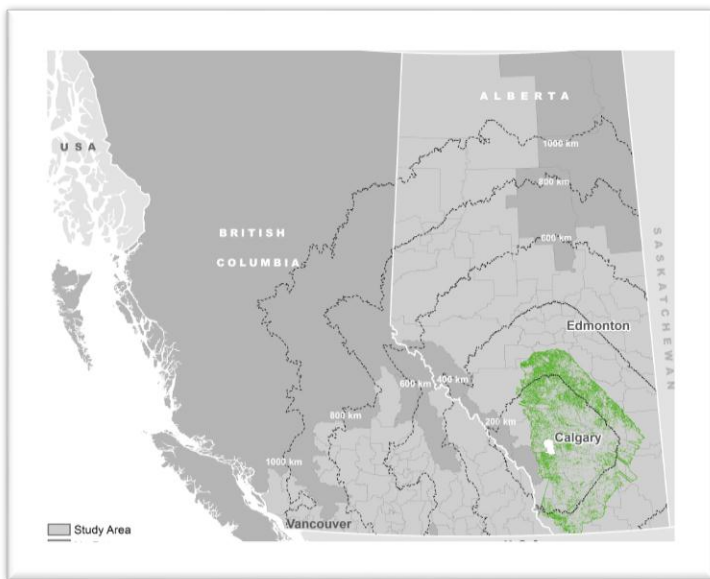 ALBERTA
1000 km
USA
800 km
BRITISH
COLUMBIA
600 km
SASKATCHEWAN
Edmonton
600 km
400 km
800 km
200 km
Calgary
1000 km
Vancouver
Study Area